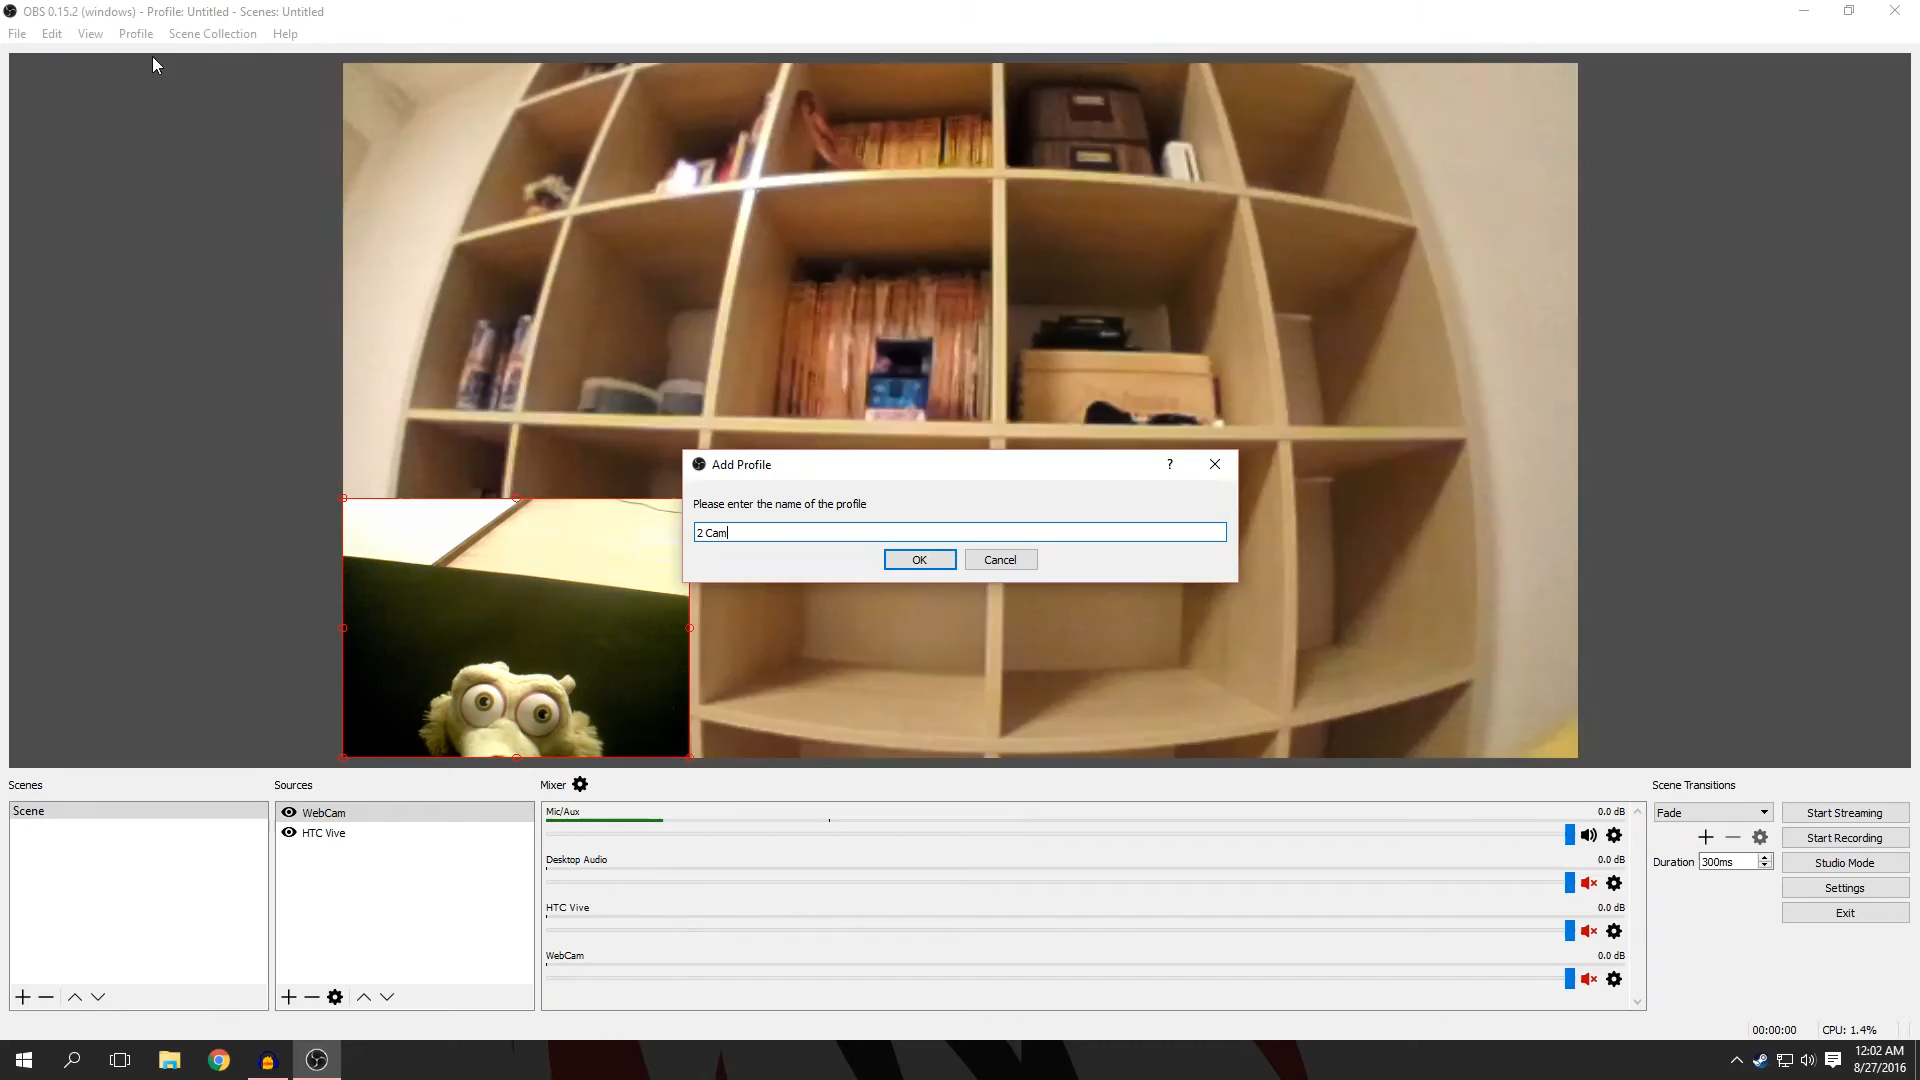 OBS 0.15.2 (windows) - Profile: Untitled - Scenes: Untitled
File Edit View Profile Scene Collection Help
Add Profile
?
Please enter the name of the profile
2 Cam
OK Cancel
Scenes
Scene
Sources
WebCam
HTC Vive
Mixer
Mic/Aux 0.0 dB
Desktop Audio 0.0 dB
HTC Vive 0.0 dB
WebCam 0.0 dB
Scene Transitions
Fade
Duration 300ms
Start Streaming
Start Recording
Studio Mode
Settings
Exit
00:00:00 CPU: 1.4%
12:02 AM
8/27/2016